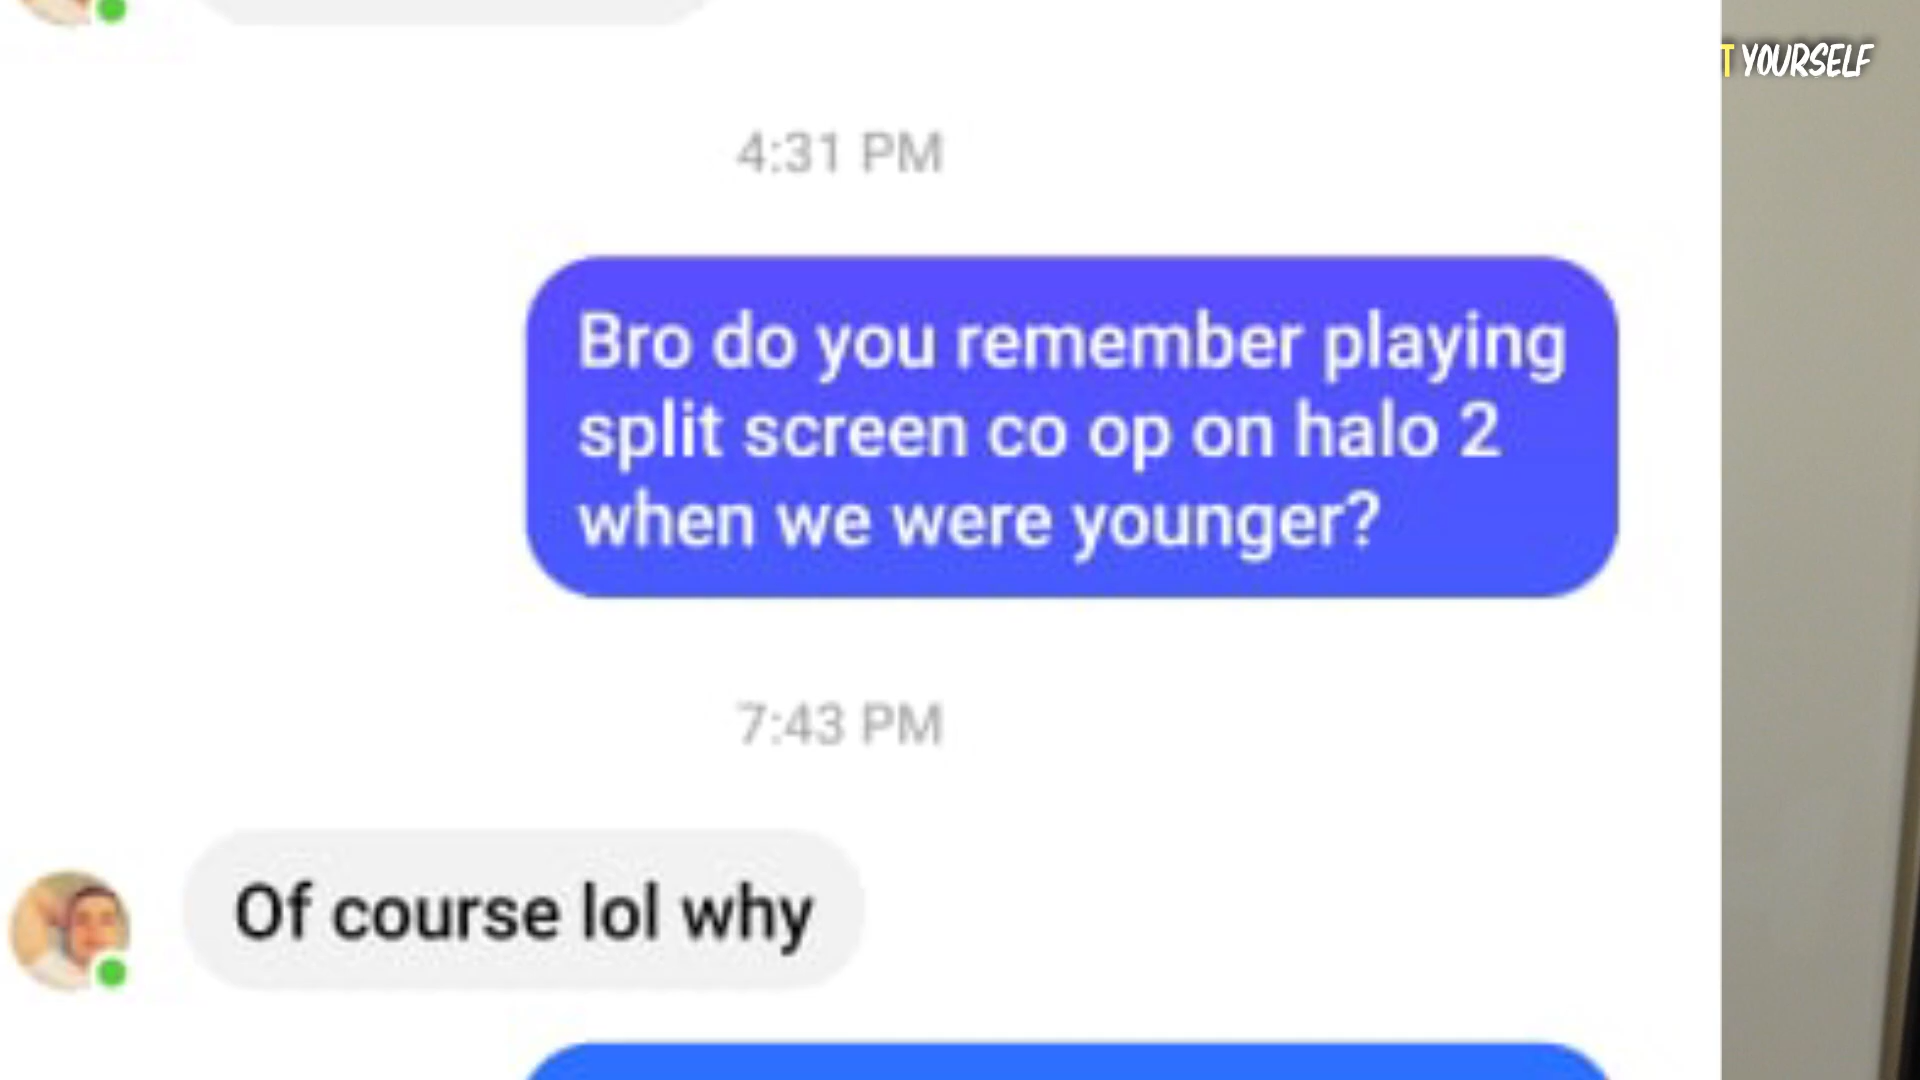 T YOURSELF
4:31 PM
Bro do you remember playing
split screen co op on halo 2
when we were younger?
7:43 PM
Of course lol why